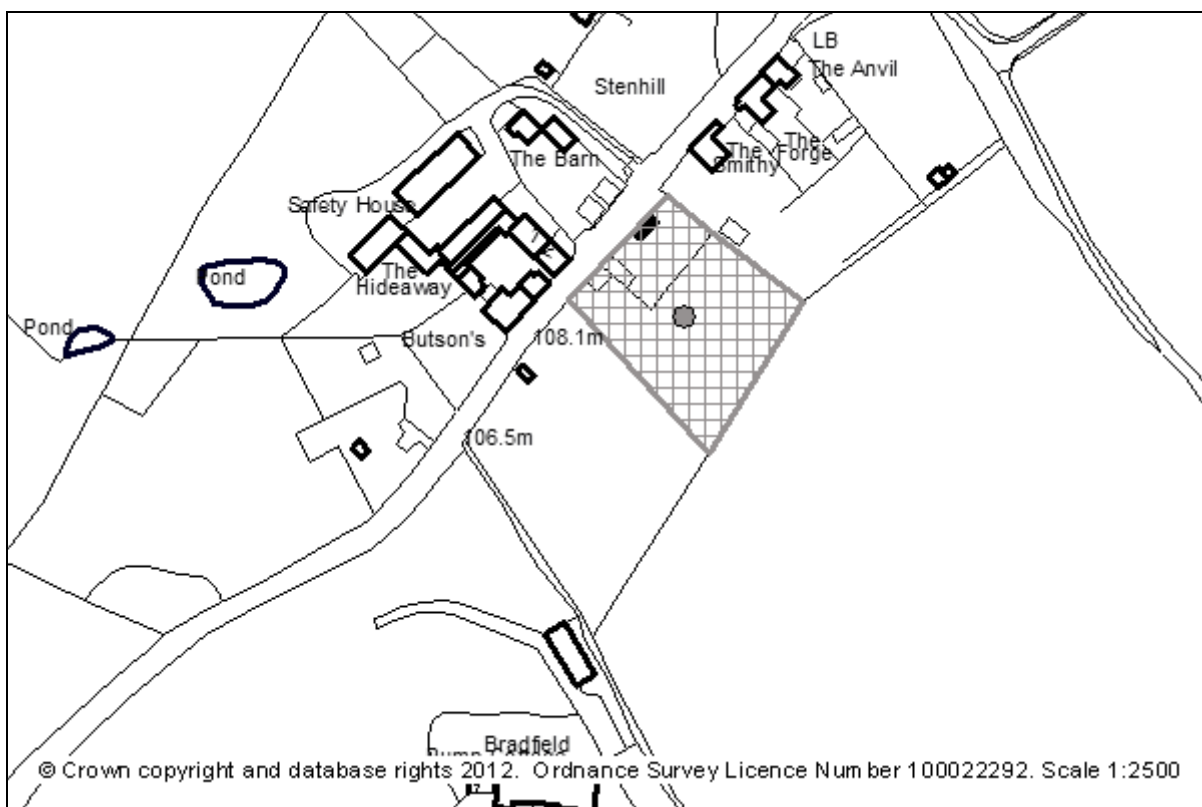 LB
The Anvil
Stenhill
The Barn
The
The Forge
Smithy
Safety House
The
Hideaway
Pond
Pond
Butson's
108.1m
106.5m
Bradfield
© Crown copyright and database rights 2012. Ordnance Survey Licence Number 100022292. Scale 1:2500